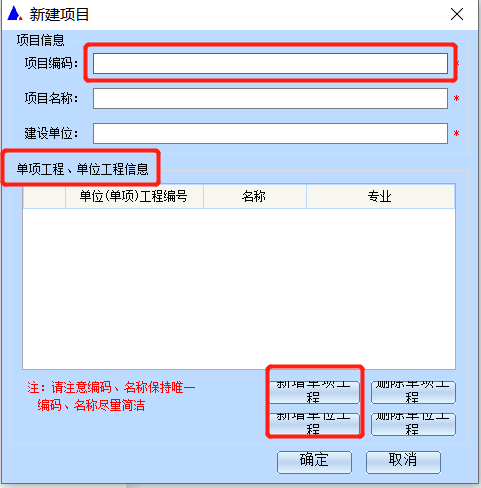 新建项目
项目信息
项目编码： *
项目名称： *
建设单位： *
单项工程、单位工程信息
单位(单项)工程编号 名称 专业
注：请注意编码、名称保持唯一
编码、名称尽量简洁
新增单项工程 删除单项工程
新增单位工程 删除单位工程
确定 取消